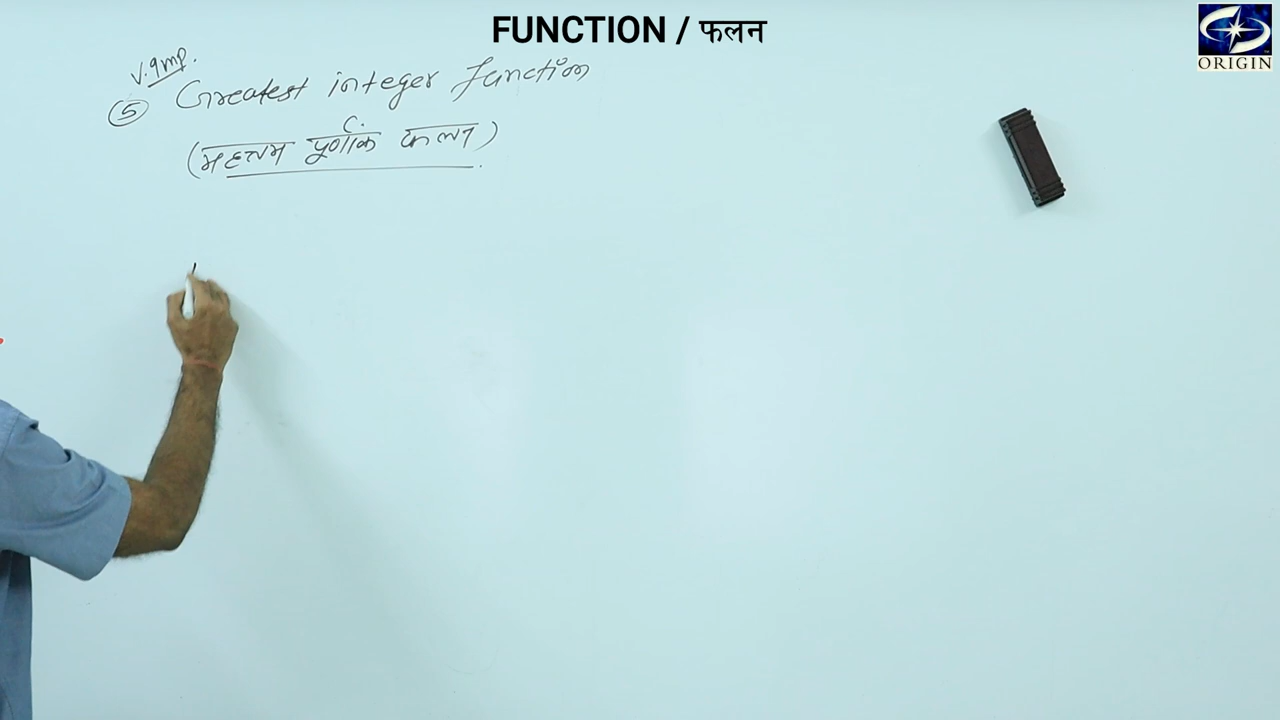 FUNCTION / फलन
ORIGIN
V. Imp.
⑤ Greatest integer function
(महत्तम पूर्णांक फलन)